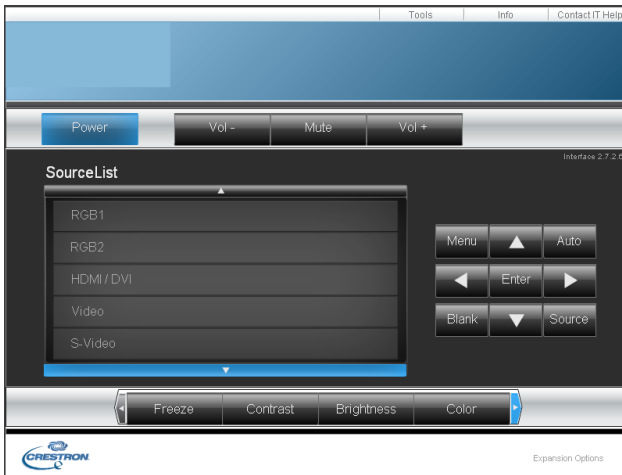 Tools Info Contact IT Help
Power Vol - Mute Vol +
Interface 2.7.2.6
SourceList
RGB1
RGB2
HDMI / DVI
Video
S-Video
Menu Auto
Enter
Blank Source
Freeze Contrast Brightness Color
CRESTRON
Expansion Options